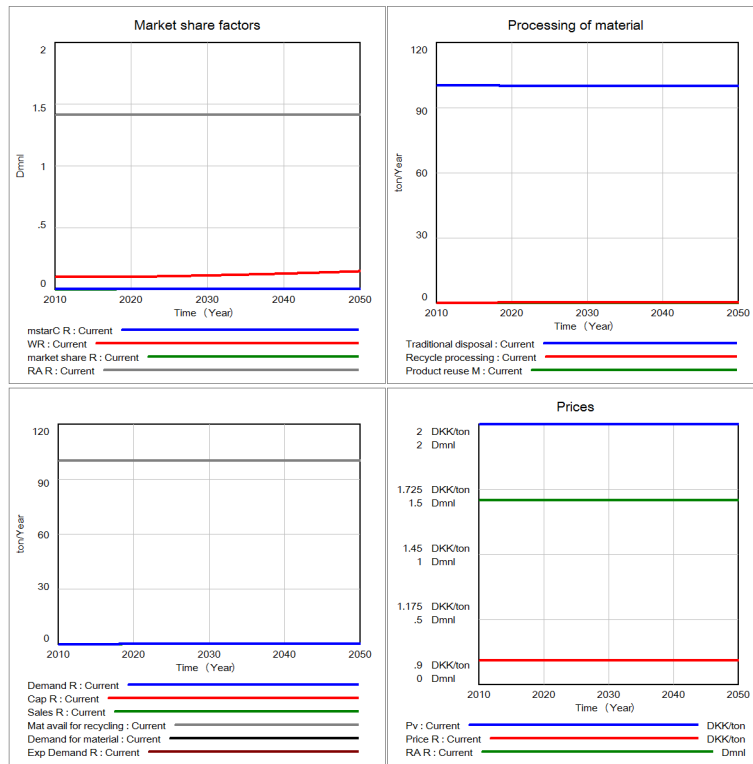 Market share factors
2
1.5
1
.5
0
Dmnl
2010 2020 2030 2040 2050
Time (Year)
mstarC R : Current
WR : Current
market share R : Current
RA R : Current
Processing of material
120
90
60
30
0
ton/Year
2010 2020 2030 2040 2050
Time (Year)
Traditional disposal : Current
Recycle processing : Current
Product reuse M : Current
120
90
60
30
0
ton/Year
2010 2020 2030 2040 2050
Time (Year)
Demand R : Current
Cap R : Current
Sales R : Current
Mat avail for recycling : Current
Demand for material : Current
Exp Demand R : Current
Prices
2 DKK/ton
2 Dmnl
1.725 DKK/ton
1.5 Dmnl
1.45 DKK/ton
1 Dmnl
1.175 DKK/ton
.5 Dmnl
.9 DKK/ton
0 Dmnl
2010 2020 2030 2040 2050
Time (Year)
Pv : Current DKK/ton
Price R : Current DKK/ton
RA R : Current Dmnl